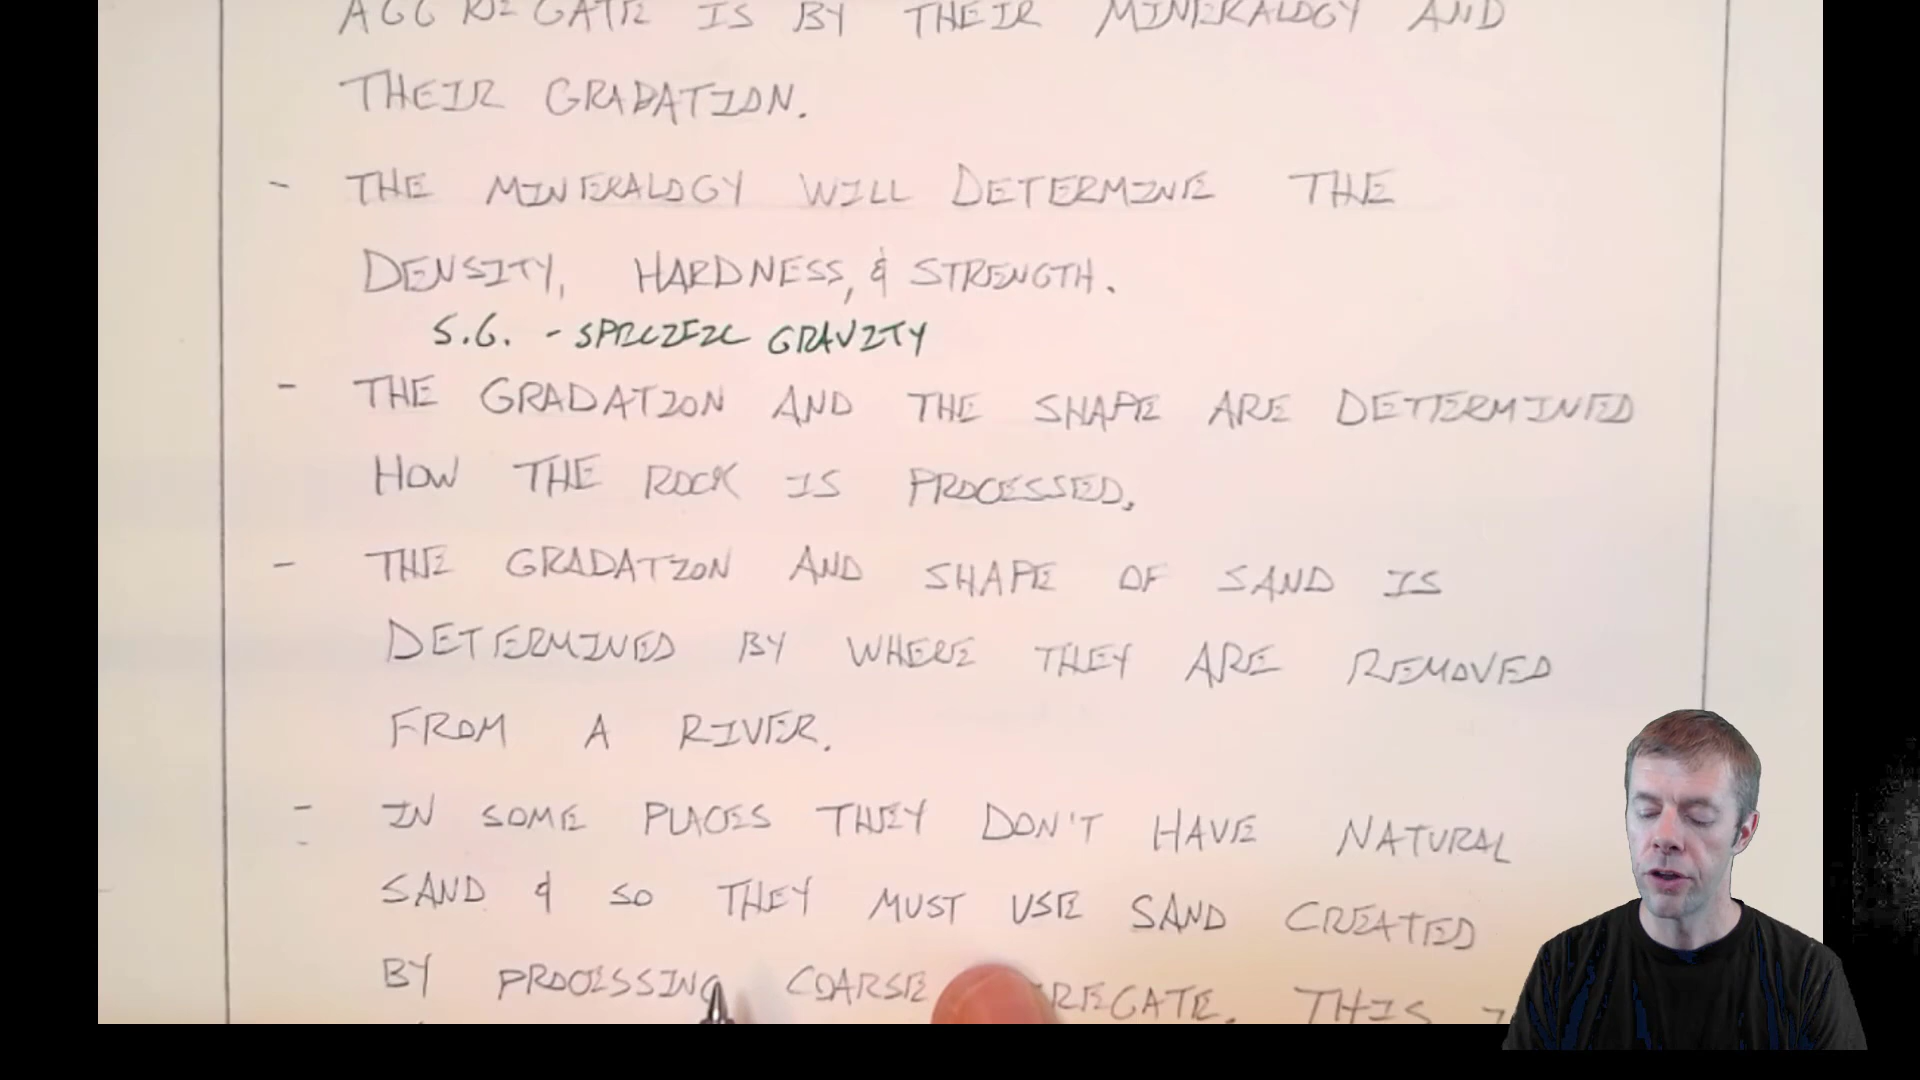 AGGREGATE IS BY THEIR MINERALOGY AND
THEIR GRADATION.
- THE MINERALOGY WILL DETERMINE THE
DENSITY, HARDNESS, & STRENGTH.
S.G. - SPECIFIC GRAVITY
- THE GRADATION AND THE SHAPE ARE DETERMINED
HOW THE ROCK IS PROCESSED.
- THE GRADATION AND SHAPE OF SAND IS
DETERMINED BY WHERE THEY ARE REMOVED
FROM A RIVER.
- IN SOME PLACES THEY DON'T HAVE NATURAL
SAND & SO THEY MUST USE SAND CREATED
BY PROCESSING COARSE REGATE. THIS